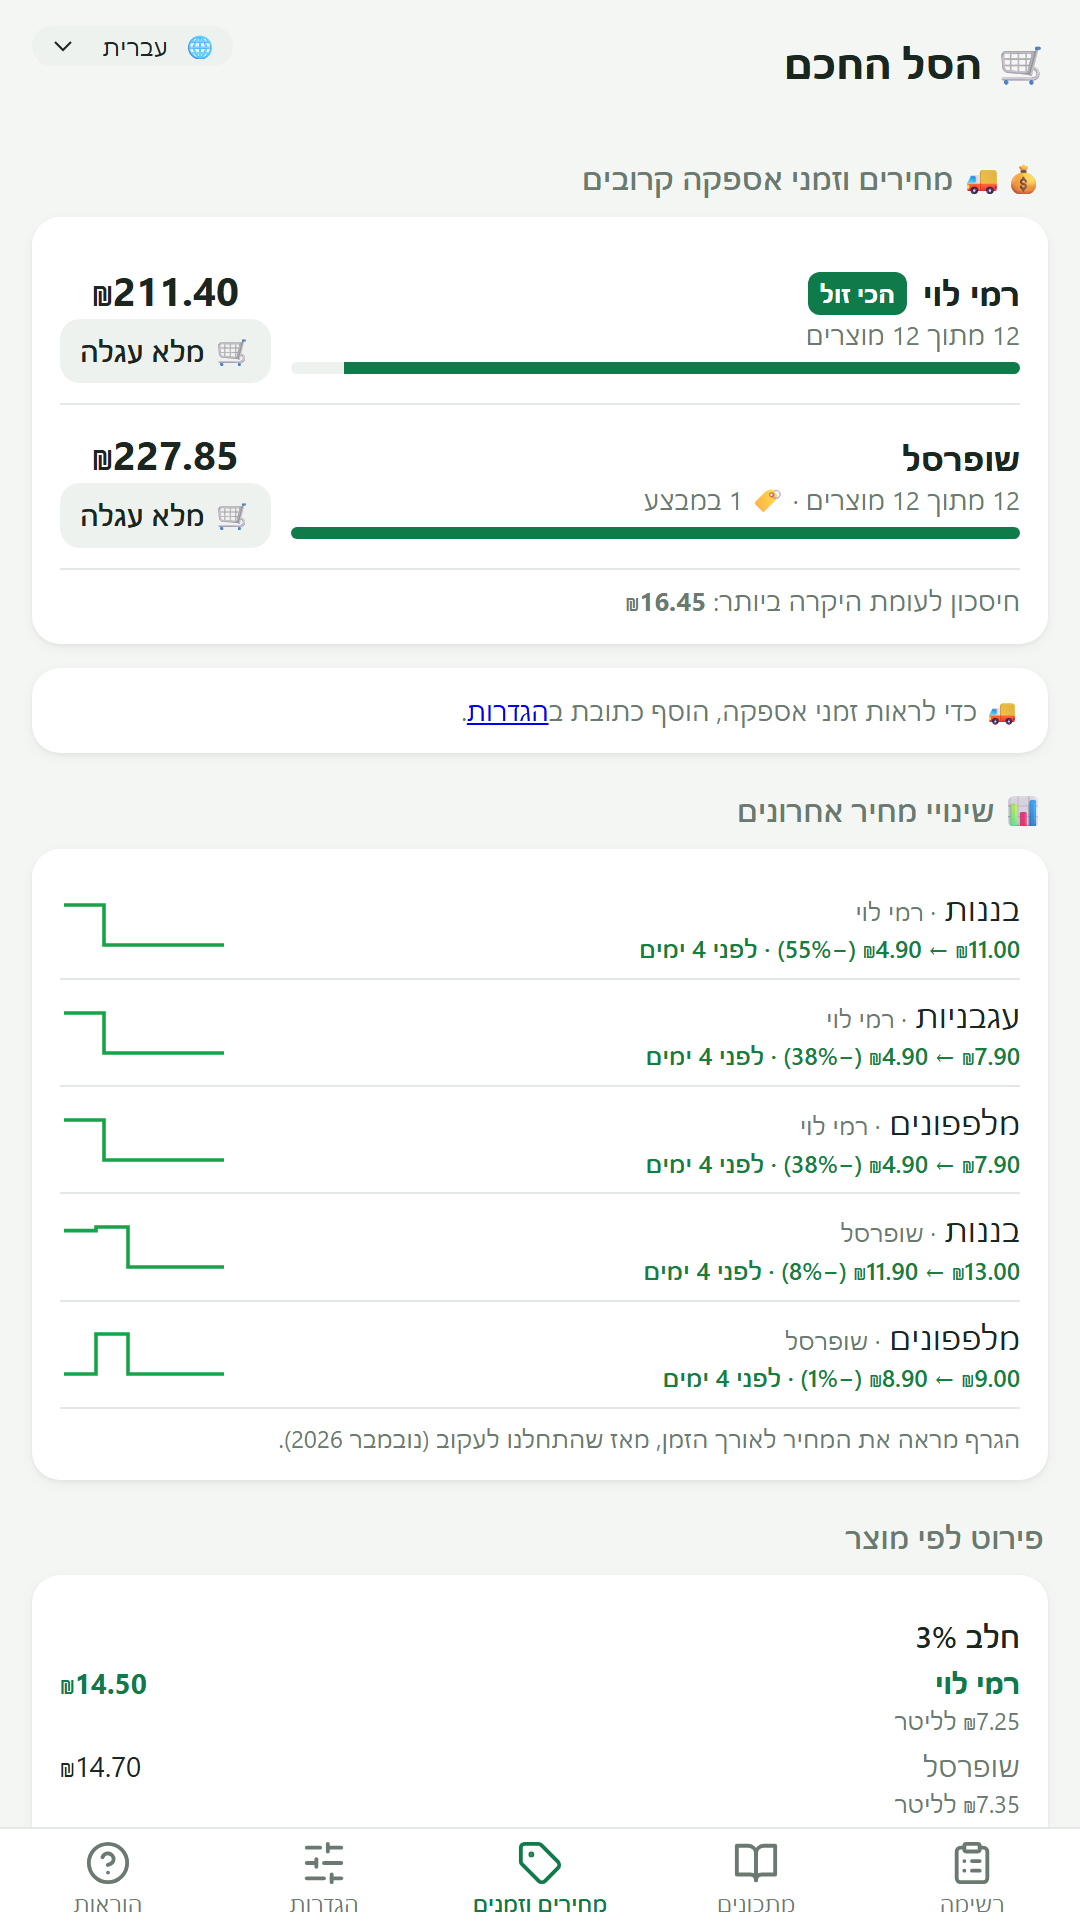 הסל החכם
עברית
מחירים וזמני אספקה קרובים
רמי לוי הכי זול
₪211.40
12 מתוך 12 מוצרים
מלא עגלה
שופרסל
₪227.85
12 מתוך 12 מוצרים · 1 במבצע
מלא עגלה
חיסכון לעומת היקרה ביותר: ₪16.45
כדי לראות זמני אספקה, הוסף כתובת בהגדרות.
שינויי מחיר אחרונים
בננות · רמי לוי
₪11.00 ← ₪4.90 (−55%) · לפני 4 ימים
עגבניות · רמי לוי
₪7.90 ← ₪4.90 (−38%) · לפני 4 ימים
מלפפונים · רמי לוי
₪7.90 ← ₪4.90 (−38%) · לפני 4 ימים
בננות · שופרסל
₪13.00 ← ₪11.90 (−8%) · לפני 4 ימים
מלפפונים · שופרסל
₪9.00 ← ₪8.90 (−1%) · לפני 4 ימים
הגרף מראה את המחיר לאורך הזמן, מאז שהתחלנו לעקוב (נובמבר 2026).
פירוט לפי מוצר
חלב 3%
רמי לוי
₪14.50
₪7.25 לליטר
שופרסל
₪14.70
₪7.35 לליטר
רשימה
מתכונים
מחירים וזמנים
הגדרות
הוראות